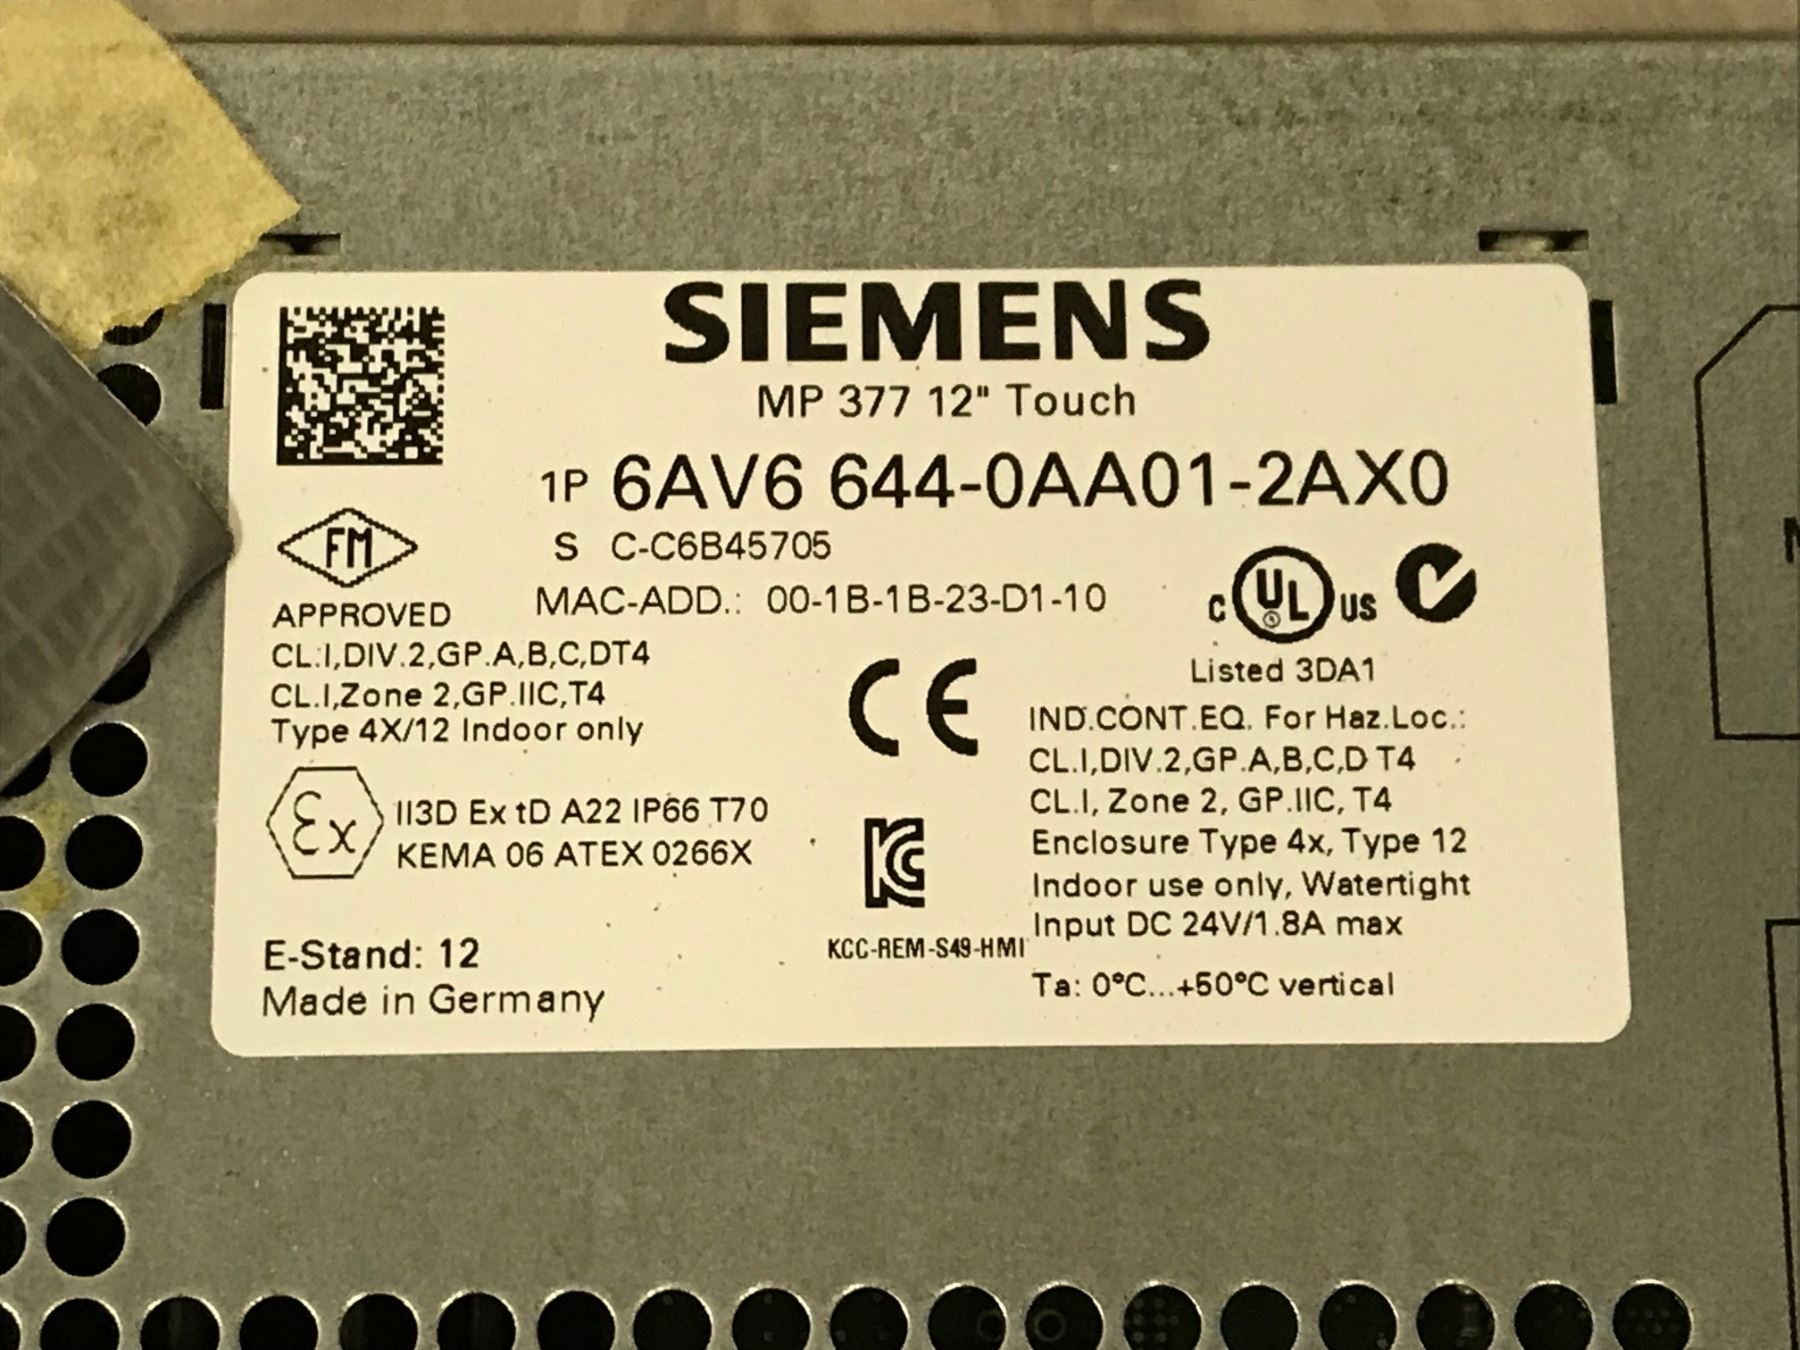 SIEMENS
MP 377 12" Touch
1P 6AV6 644-0AA01-2AX0
S C-C6B45705
MAC-ADD.: 00-1B-1B-23-D1-10
FM
APPROVED
CL.I,DIV.2,GP.A,B,C,DT4
CL.I,Zone 2,GP.IIC,T4
Type 4X/12 Indoor only
Ex II3D Ex tD A22 IP66 T70
KEMA 06 ATEX 0266X
E-Stand: 12
Made in Germany
CE
KC
KCC-REM-S49-HMI
C UL US
Listed 3DA1
IND.CONT.EQ. For Haz.Loc.:
CL.I,DIV.2,GP.A,B,C,D T4
CL.I, Zone 2, GP.IIC, T4
Enclosure Type 4x, Type 12
Indoor use only, Watertight
Input DC 24V/1.8A max
Ta: 0°C...+50°C vertical